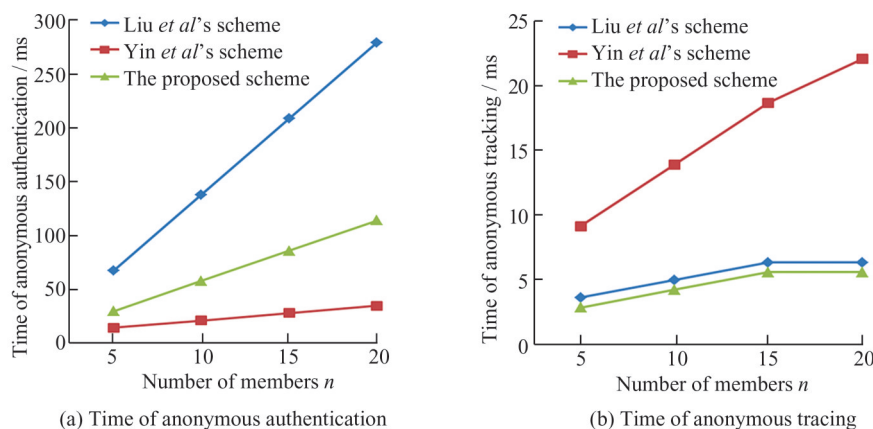 300
250
200
150
100
50
0
Time of anonymous authentication / ms
Liu et al's scheme
Yin et al's scheme
The proposed scheme
5 10 15 20
Number of members n
(a) Time of anonymous authentication
25
20
15
10
5
0
Time of anonymous tracking / ms
Liu et al's scheme
Yin et al's scheme
The proposed scheme
5 10 15 20
Number of members n
(b) Time of anonymous tracing